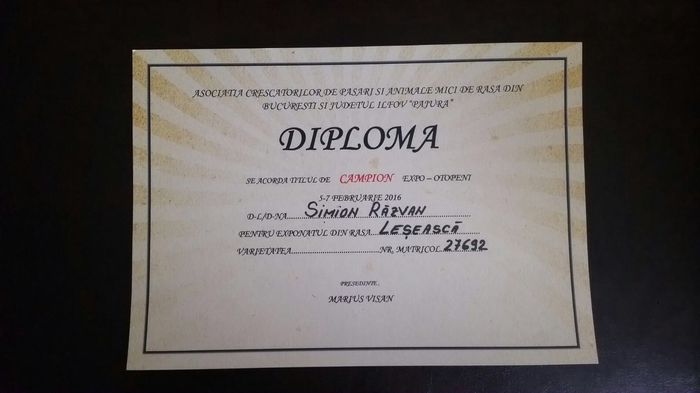 ASOCIATIA CRESCATORILOR DE PASARI SI ANIMALE MICI DE RASA DIN
BUCURESTI SI JUDETUL ILFOV "PAJURA"
DIPLOMA
SE ACORDA TITLUL DE CAMPION EXPO – OTOPENI
5-7 FEBRUARIE 2016
D-L/D-NA......SIMION RĂZVAN......
PENTRU EXPONATUL DIN RASA...LEȘEASCĂ......
VARIETATEA..............................NR. MATRICOL..27692
PRESEDINTE,
MARIUS VISAN